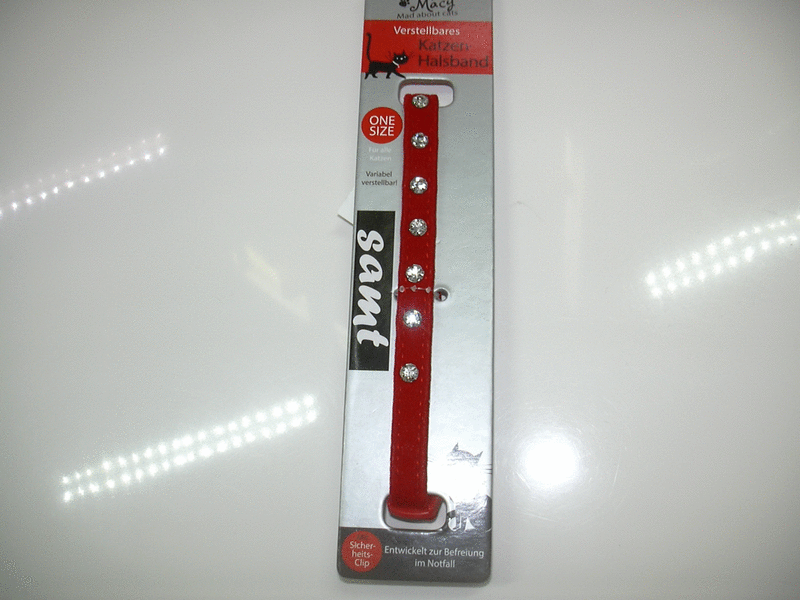 Macy
Mad about cats
Verstellbares
Katzen
Halsband
ONE
SIZE
Für alle
Katzen
Variabel
verstellbar!
samt
Sicher-
heits-
Clip
Entwickelt zur Befreiung
im Notfall